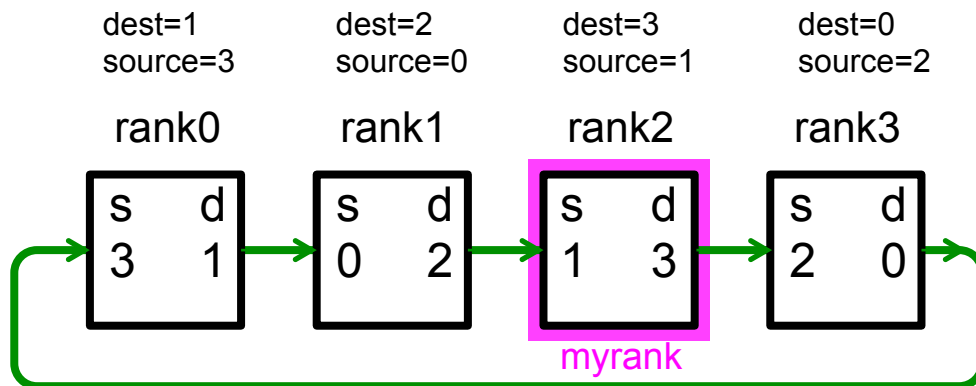 dest=1 dest=2 dest=3 dest=0
source=3 source=0 source=1 source=2
rank0 rank1 rank2 rank3
s d s d s d s d
3 1 0 2 1 3 2 0
myrank